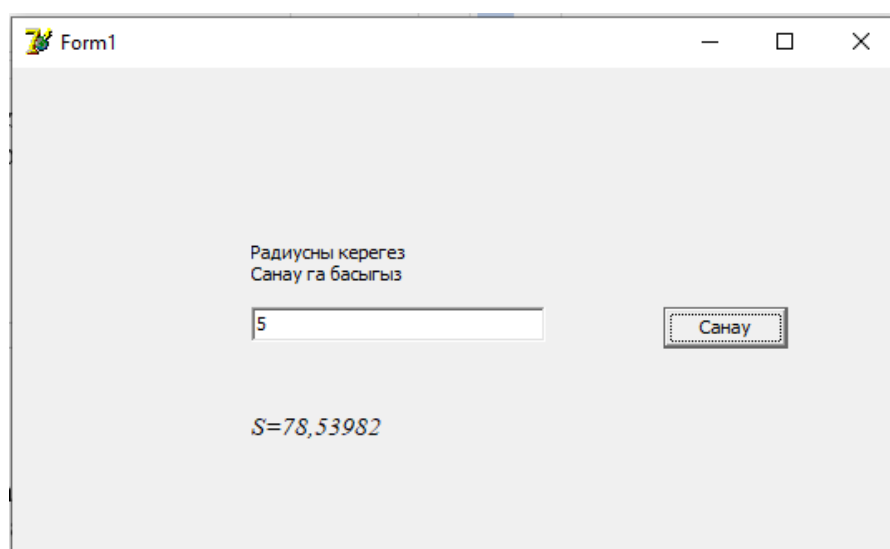 Form1
Радиусны керегез
Санау га басыгыз
5
Санау
S=78,53982